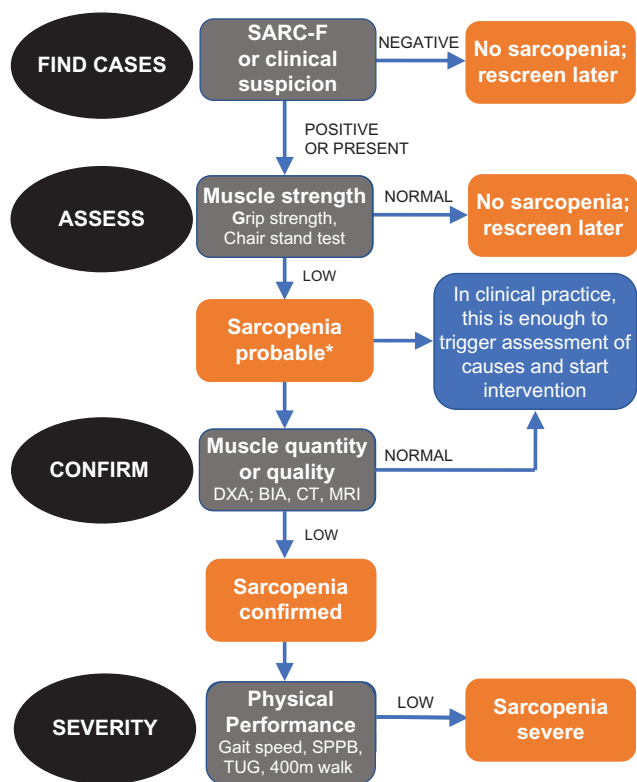 FIND CASES
SARC-F
or clinical
suspicion
NEGATIVE
No sarcopenia;
rescreen later
POSITIVE
OR PRESENT
ASSESS
Muscle strength
Grip strength,
Chair stand test
NORMAL
No sarcopenia;
rescreen later
LOW
Sarcopenia
probable*
In clinical practice,
this is enough to
trigger assessment of
causes and start
intervention
CONFIRM
Muscle quantity
or quality
DXA; BIA, CT, MRI
NORMAL
LOW
Sarcopenia
confirmed
SEVERITY
Physical
Performance
Gait speed, SPPB,
TUG, 400m walk
LOW
Sarcopenia
severe